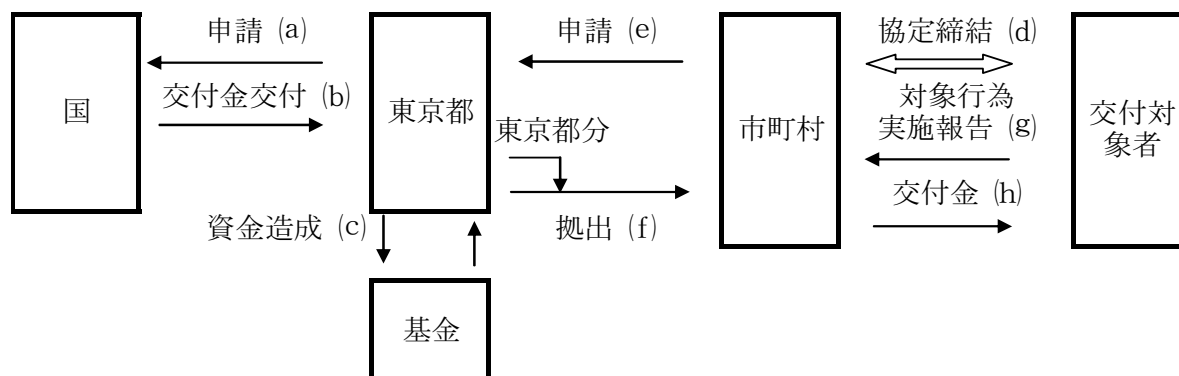 申請 (a)
申請 (e)
協定締結 (d)
交付金交付 (b)
対象行為
国
東京都
市町村
交付対
象者
東京都分
実施報告 (g)
交付金 (h)
資金造成 (c)
拠出 (f)
基金